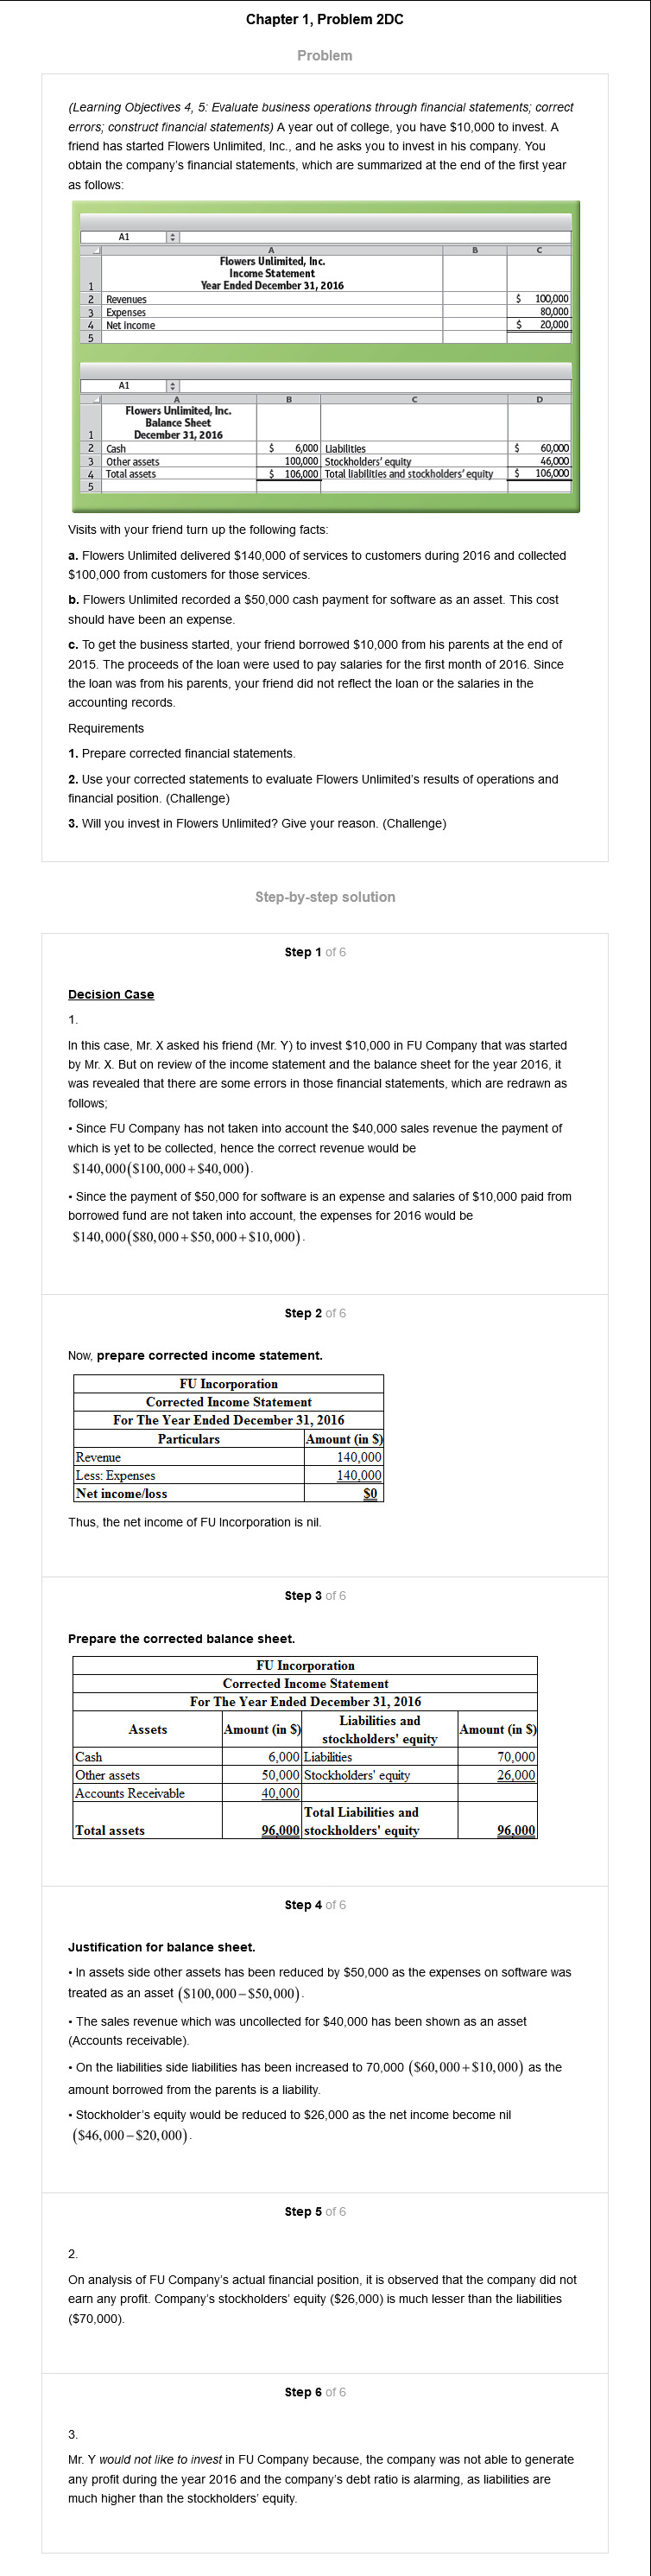 Chapter 1, Problem 2DC
Problem
(Learning Objectives 4, 5: Evaluate business operations through financial statements; correct
errors; construct financial statements) A year out of college, you have $10,000 to invest. A
friend has started Flowers Unlimited, Inc., and he asks you to invest in his company. You
obtain the company's financial statements, which are summarized at the end of the first year
as follows:
A1
A B C
Flowers Unlimited, Inc.
Income Statement
1 Year Ended December 31, 2016
2 Revenues $ 100,000
3 Expenses 80,000
4 Net Income $ 20,000
5
A1
A B C D
Flowers Unlimited, Inc.
Balance Sheet
1 December 31, 2016
2 Cash $ 6,000 Liabilities $ 60,000
3 Other assets 100,000 Stockholders' equity 46,000
4 Total assets $ 106,000 Total liabilities and stockholders' equity $ 106,000
5
Visits with your friend turn up the following facts:
a. Flowers Unlimited delivered $140,000 of services to customers during 2016 and collected
$100,000 from customers for those services.
b. Flowers Unlimited recorded a $50,000 cash payment for software as an asset. This cost
should have been an expense.
c. To get the business started, your friend borrowed $10,000 from his parents at the end of
2015. The proceeds of the loan were used to pay salaries for the first month of 2016. Since
the loan was from his parents, your friend did not reflect the loan or the salaries in the
accounting records.
Requirements
1. Prepare corrected financial statements.
2. Use your corrected statements to evaluate Flowers Unlimited's results of operations and
financial position. (Challenge)
3. Will you invest in Flowers Unlimited? Give your reason. (Challenge)
Step-by-step solution
Step 1 of 6
Decision Case
1.
In this case, Mr. X asked his friend (Mr. Y) to invest $10,000 in FU Company that was started
by Mr. X. But on review of the income statement and the balance sheet for the year 2016, it
was revealed that there are some errors in those financial statements, which are redrawn as
follows;
• Since FU Company has not taken into account the $40,000 sales revenue the payment of
which is yet to be collected, hence the correct revenue would be
$140,000($100,000+$40,000).
• Since the payment of $50,000 for software is an expense and salaries of $10,000 paid from
borrowed fund are not taken into account, the expenses for 2016 would be
$140,000($80,000+$50,000+$10,000).
Step 2 of 6
Now, prepare corrected income statement.
FU Incorporation
Corrected Income Statement
For The Year Ended December 31, 2016
Particulars Amount (in $)
Revenue 140,000
Less: Expenses 140,000
Net income/loss $0
Thus, the net income of FU Incorporation is nil.
Step 3 of 6
Prepare the corrected balance sheet.
FU Incorporation
Corrected Income Statement
For The Year Ended December 31, 2016
Assets Amount (in $) Liabilities and stockholders' equity Amount (in $)
Cash 6,000 Liabilities 70,000
Other assets 50,000 Stockholders' equity 26,000
Accounts Receivable 40,000
Total assets 96,000 Total Liabilities and stockholders' equity 96,000
Step 4 of 6
Justification for balance sheet.
• In assets side other assets has been reduced by $50,000 as the expenses on software was
treated as an asset ($100,000−$50,000).
• The sales revenue which was uncollected for $40,000 has been shown as an asset
(Accounts receivable).
• On the liabilities side liabilities has been increased to 70,000 ($60,000+$10,000) as the
amount borrowed from the parents is a liability.
• Stockholder's equity would be reduced to $26,000 as the net income become nil
($46,000−$20,000).
Step 5 of 6
2.
On analysis of FU Company's actual financial position, it is observed that the company did not
earn any profit. Company's stockholders' equity ($26,000) is much lesser than the liabilities
($70,000).
Step 6 of 6
3.
Mr. Y would not like to invest in FU Company because, the company was not able to generate
any profit during the year 2016 and the company's debt ratio is alarming, as liabilities are
much higher than the stockholders' equity.